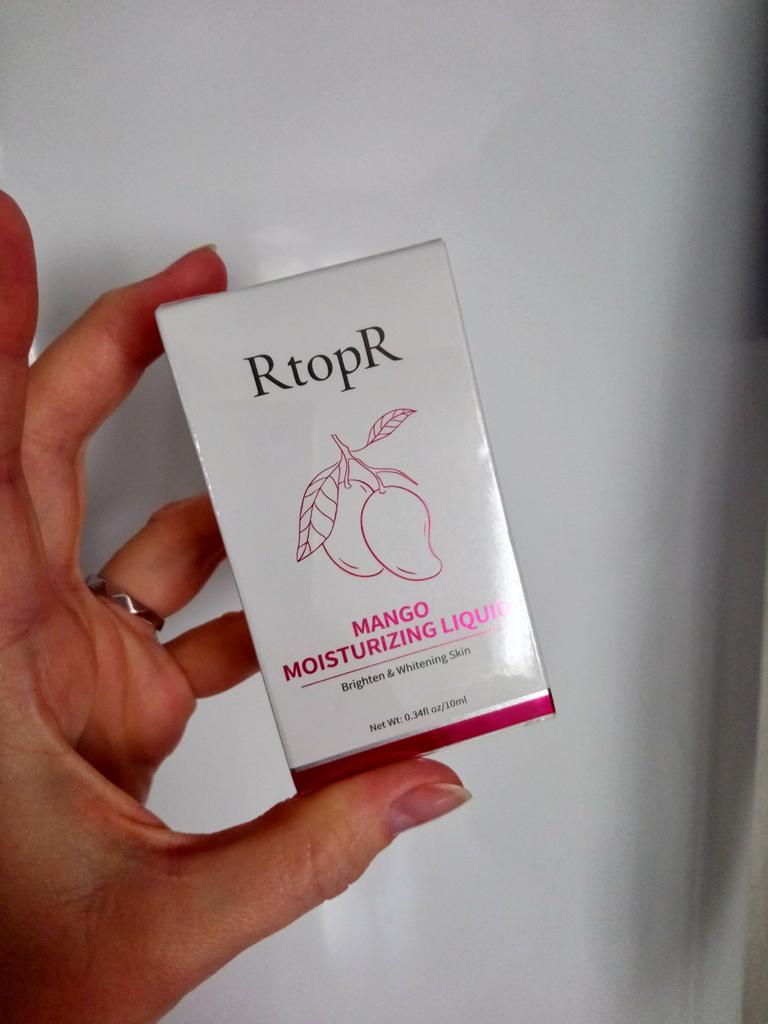 RtopR
MANGO
MOISTURIZING LIQUID
Brighten & Whitening Skin
Net Wt: 0.34fl oz/10ml